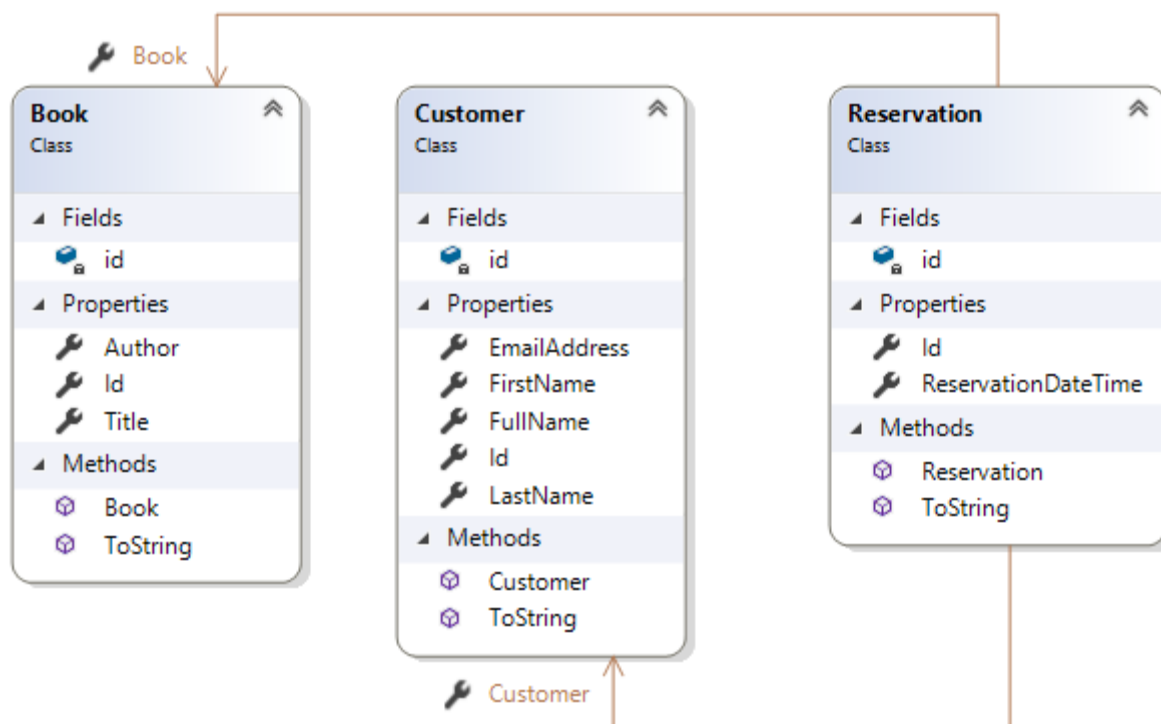 Book
Book
Class
Fields
id
Properties
Author
Id
Title
Methods
Book
ToString
Customer
Class
Fields
id
Properties
EmailAddress
FirstName
FullName
Id
LastName
Methods
Customer
ToString
Customer
Reservation
Class
Fields
id
Properties
Id
ReservationDateTime
Methods
Reservation
ToString